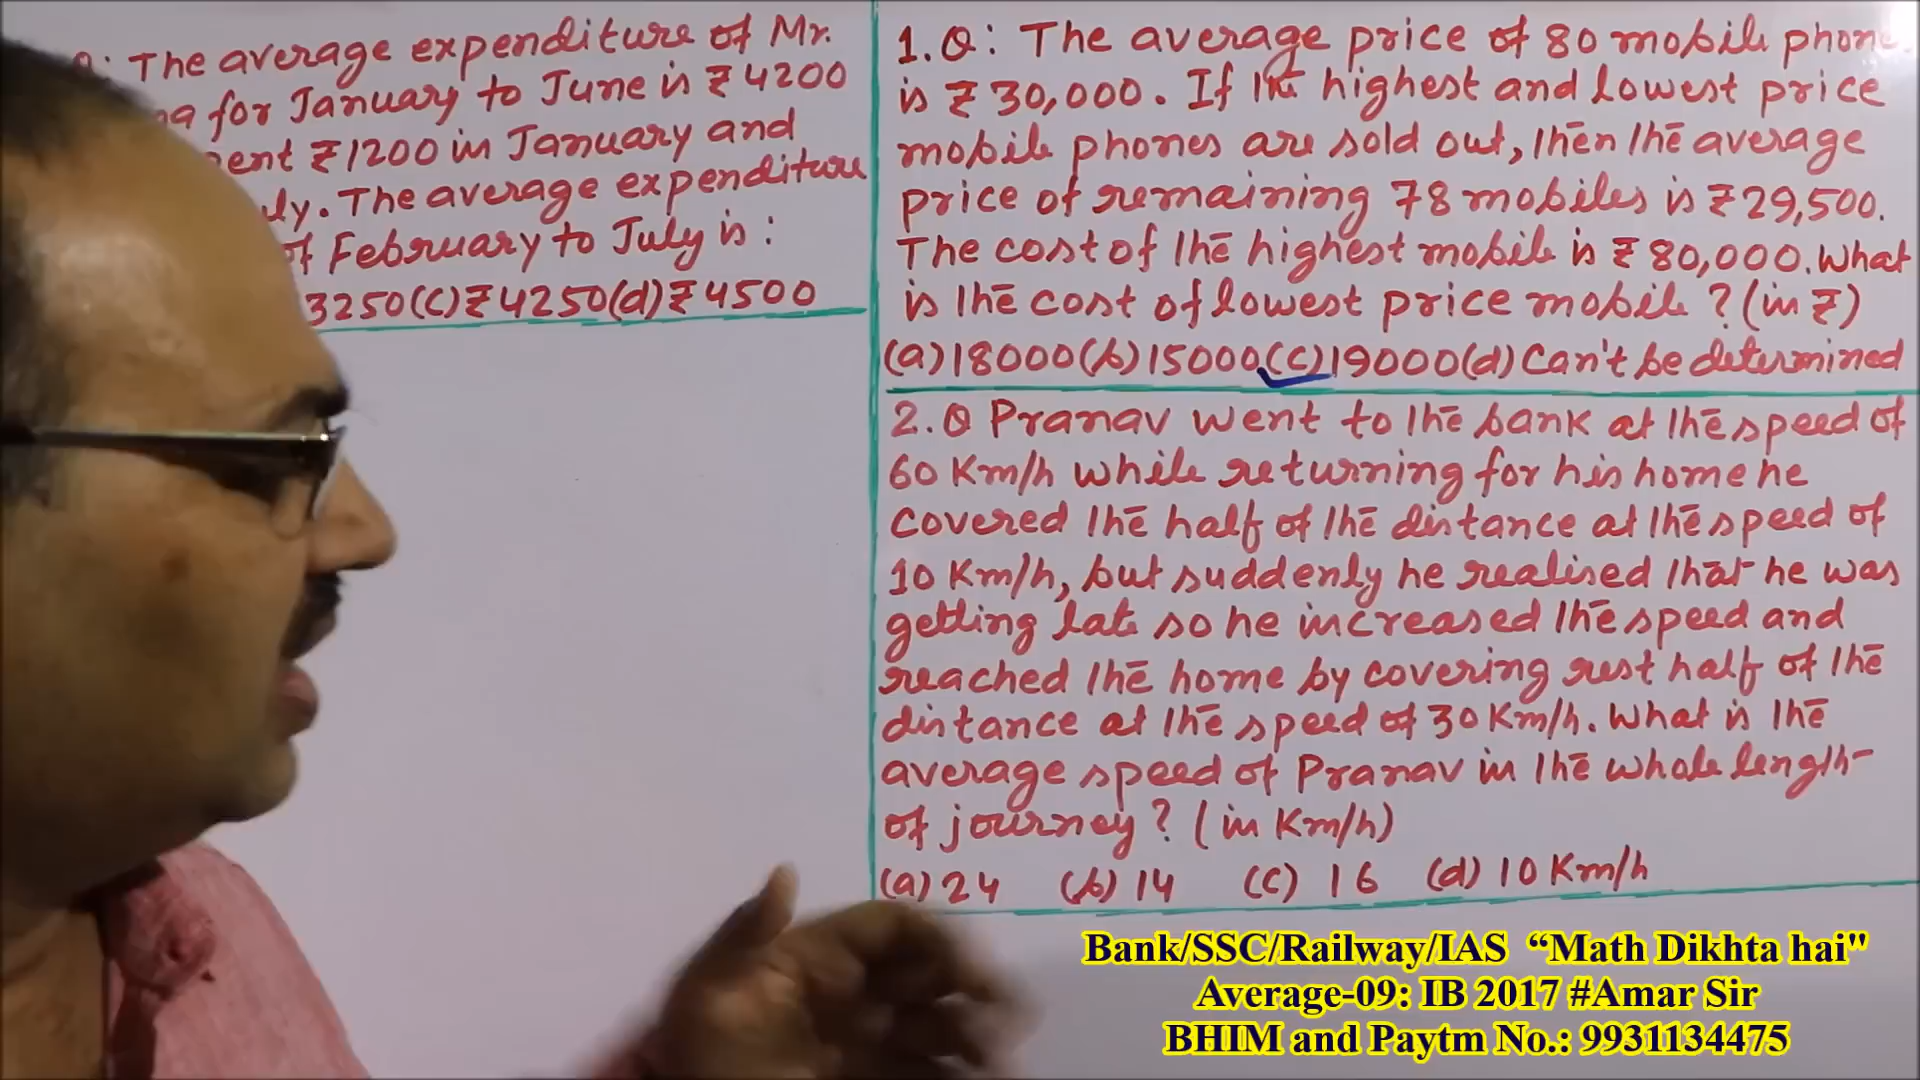 : The average expenditure of Mr.
for January to June is ₹4200
₹1200 in January and
. The average expenditure
of February to July is :
3250(c)₹4250(d)₹4500
1.Q: The average price of 80 mobile phone
is ₹30,000. If the highest and lowest price
mobile phones are sold out, then the average
price of remaining 78 mobiles is ₹29,500.
The cost of the highest mobile is ₹80,000. What
is the cost of lowest price mobile ? (in ₹)
(a)18000(b)15000(c)19000(d)Can't be determined
2.Q Pranav went to the bank at the speed of
60 Km/h while returning for his home he
covered the half of the distance at the speed of
10 Km/h, but suddenly he realised that he was
getting late so he increased the speed and
reached the home by covering rest half of the
distance at the speed of 30 Km/h. What is the
average speed of Pranav in the whole length
of journey? (in Km/h)
(a) 24 (b) 14 (c) 16 (d) 10 Km/h
Bank/SSC/Railway/IAS “Math Dikhta hai"
Average-09: IB 2017 #Amar Sir
BHIM and Paytm No.: 9931134475